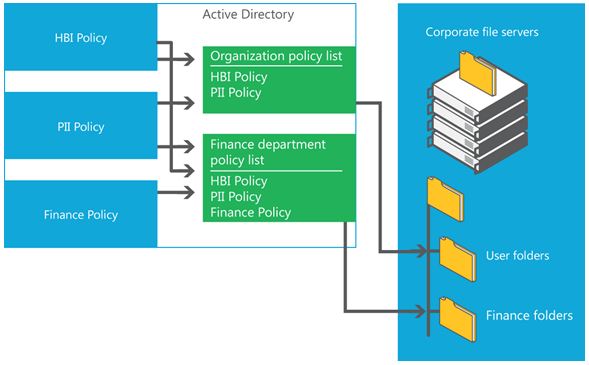 Active Directory
HBI Policy
PII Policy
Finance Policy
Organization policy list
HBI Policy
PII Policy
Finance department
policy list
HBI Policy
PII Policy
Finance Policy
Corporate file servers
User folders
Finance folders